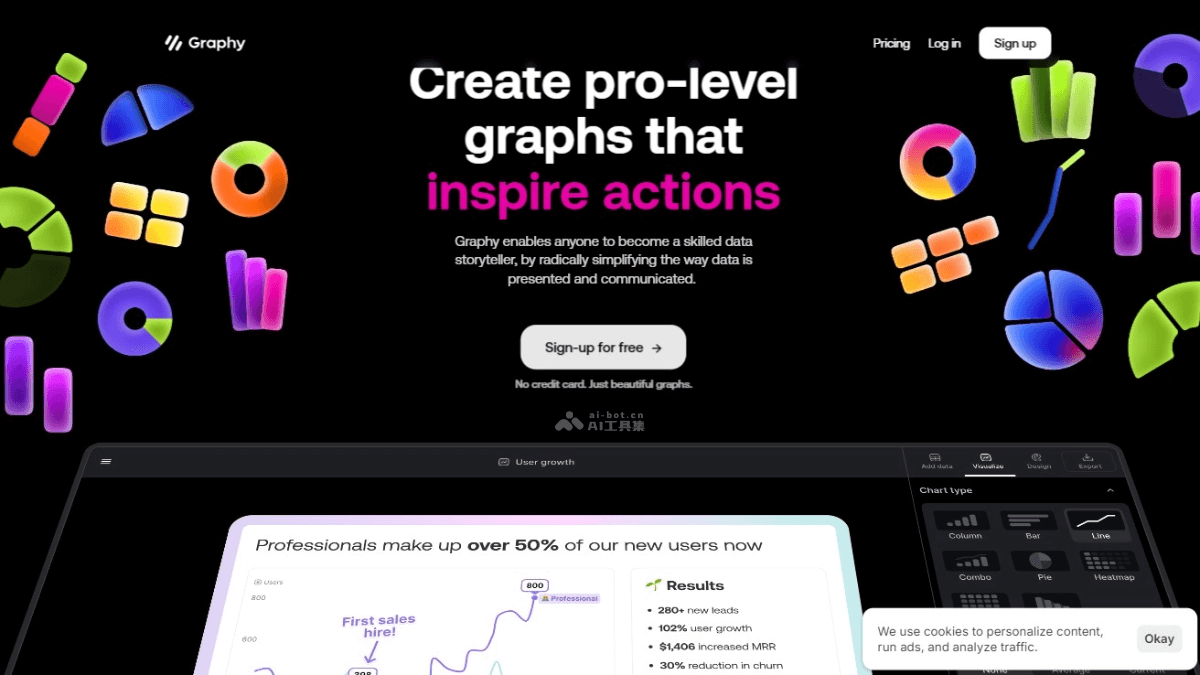 Graphy
Pricing
Log in
Sign up
Create pro-level
graphs that
inspire actions
Graphy enables anyone to become a skilled data
storyteller, by radically simplifying the way data is
presented and communicated.
Sign-up for free →
No credit card. Just beautiful graphs.
ai-bot.cn
AI工具集
User growth
Add data
Visualize
Design
Export
Chart type
Column
Bar
Line
Combo
Pie
Heatmap
Professionals make up over 50% of our new users now
Users
800
600
800
Professional
First sales
hire!
398
Results
• 280+ new leads
• 102% user growth
• $1,406 increased MRR
• 30% reduction in churn
We use cookies to personalize content,
run ads, and analyze traffic.
Okay
None
Average
Current